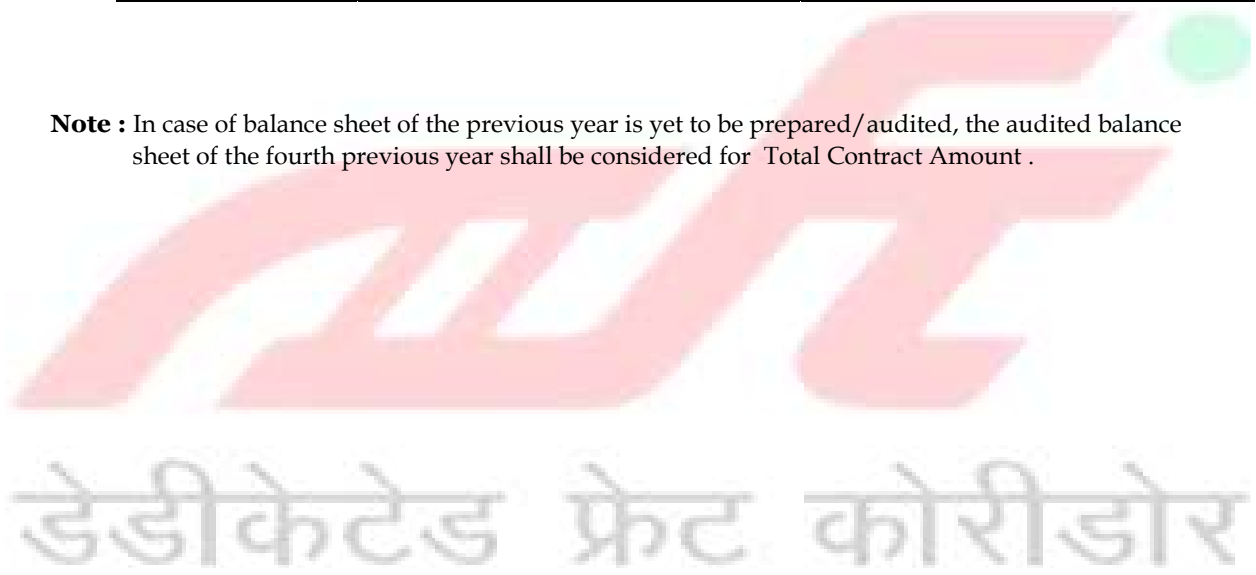 Note : In case of balance sheet of the previous year is yet to be prepared/audited, the audited balance
sheet of the fourth previous year shall be considered for Total Contract Amount .
डेडीकेटेड फ्रेट कोरीडोर